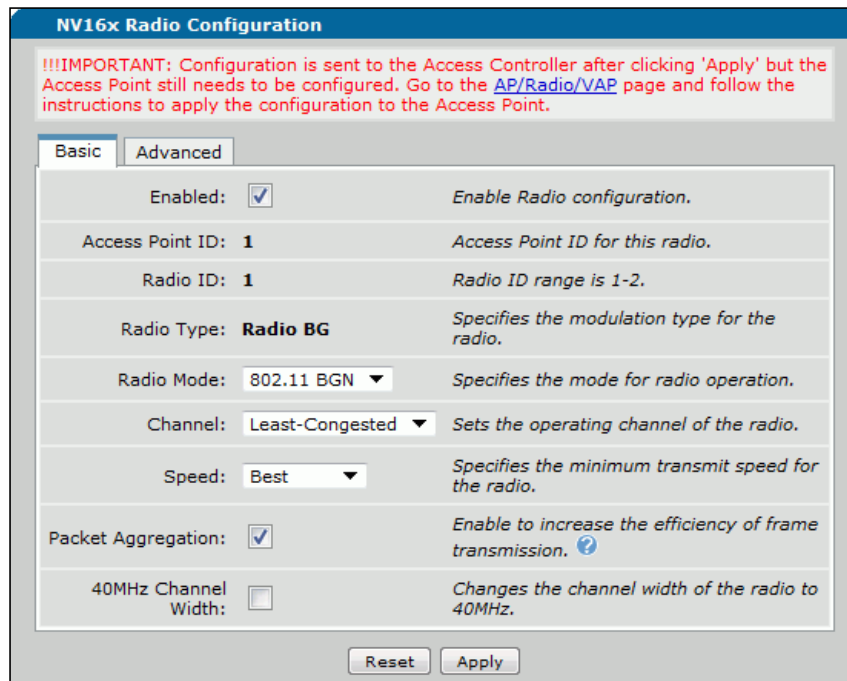 NV16x Radio Configuration
!!!IMPORTANT: Configuration is sent to the Access Controller after clicking 'Apply' but the
Access Point still needs to be configured. Go to the AP/Radio/VAP page and follow the
instructions to apply the configuration to the Access Point.
Basic Advanced
Enabled: Enable Radio configuration.
Access Point ID: 1 Access Point ID for this radio.
Radio ID: 1 Radio ID range is 1-2.
Radio Type: Radio BG Specifies the modulation type for the
radio.
Radio Mode: 802.11 BGN Specifies the mode for radio operation.
Channel: Least-Congested Sets the operating channel of the radio.
Speed: Best Specifies the minimum transmit speed for
the radio.
Packet Aggregation: Enable to increase the efficiency of frame
transmission. ?
40MHz Channel
Width: Changes the channel width of the radio to
40MHz.
Reset Apply